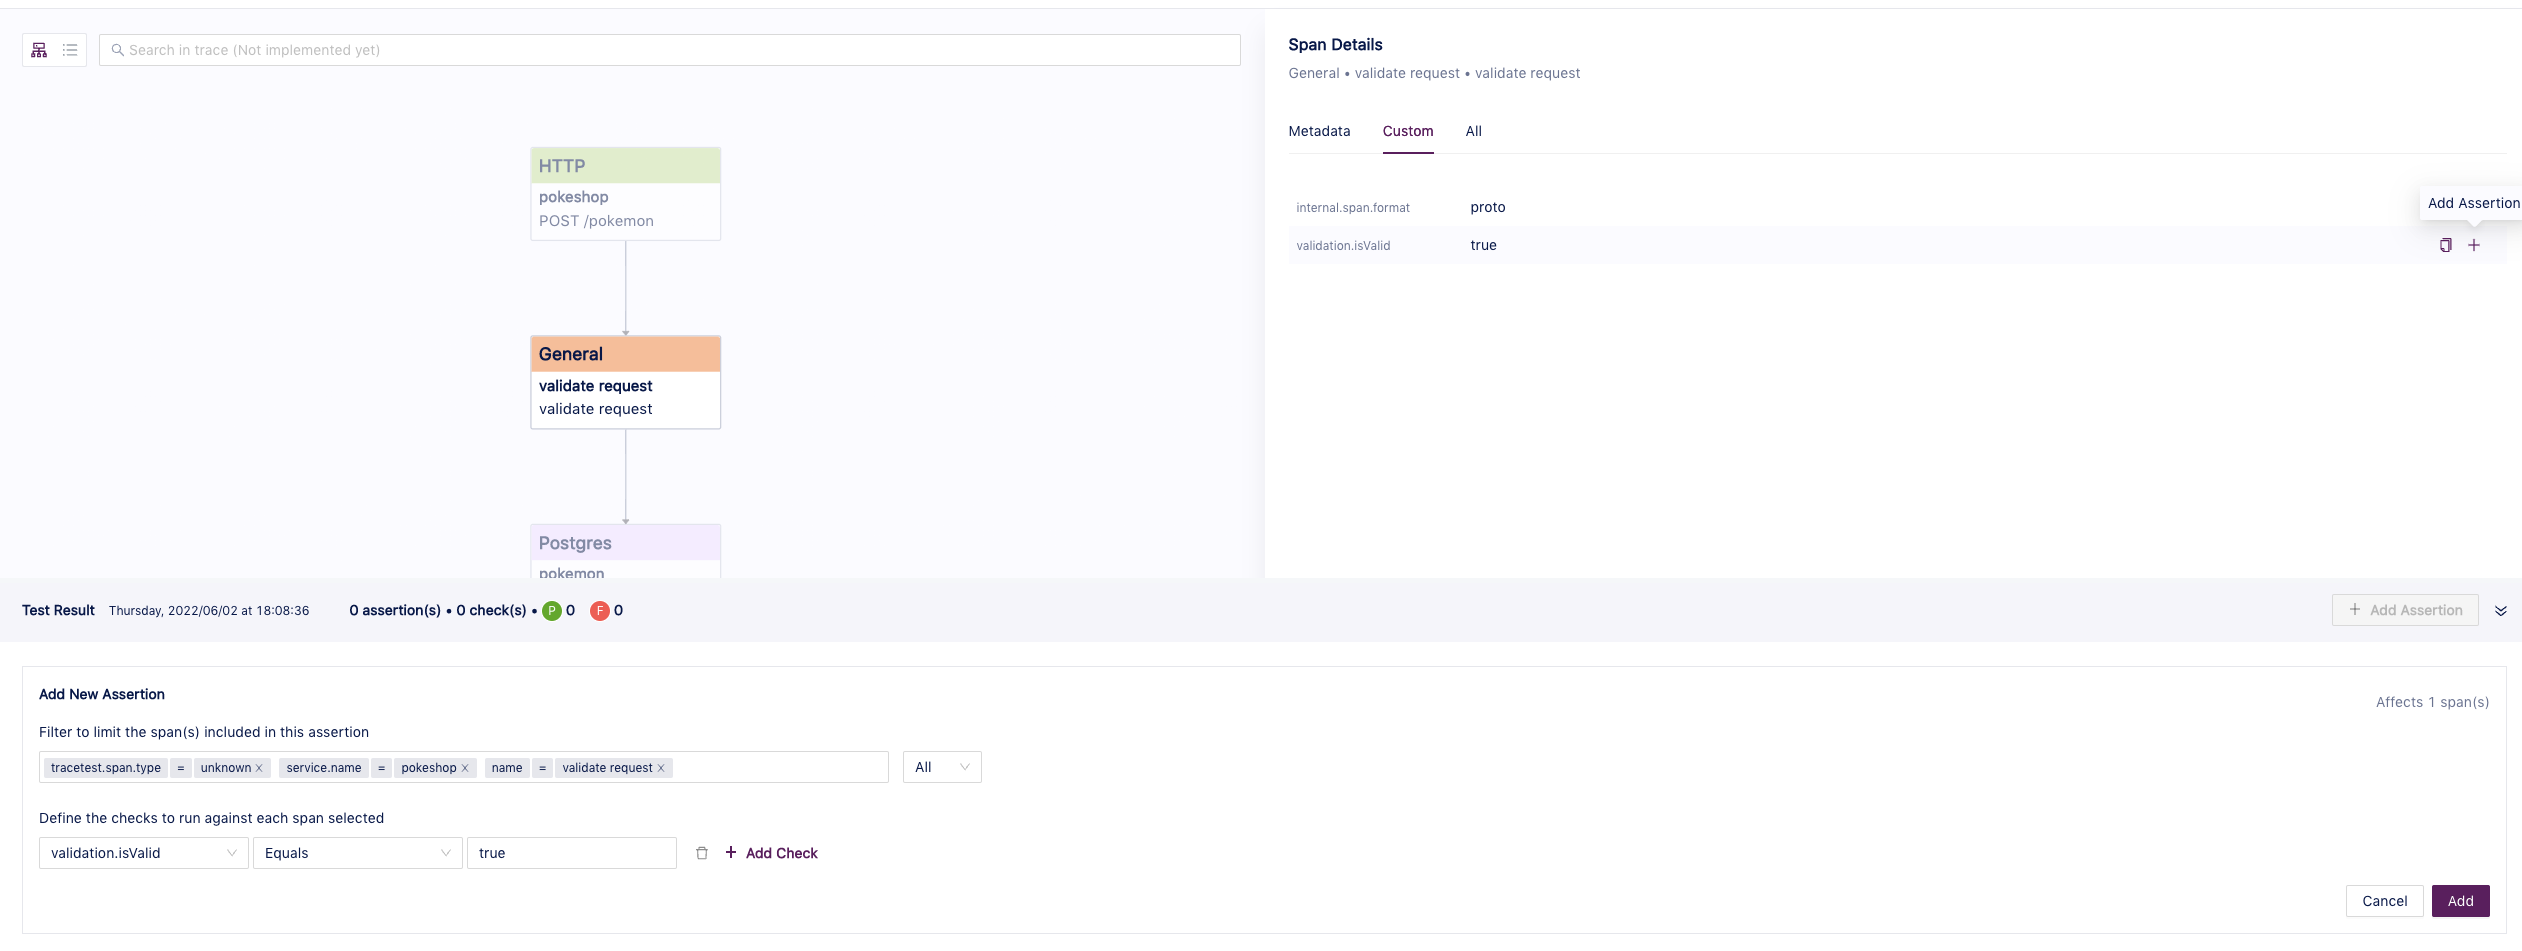 Search in trace (Not implemented yet)
HTTP
pokeshop
POST /pokemon
General
validate request
validate request
Postgres
pokemon
Span Details
General • validate request • validate request
Metadata Custom All
internal.span.format proto
Add Assertion
validation.isValid true
Test Result Thursday, 2022/06/02 at 18:08:36 0 assertion(s) • 0 check(s) • P 0 F 0
+ Add Assertion
Add New Assertion
Affects 1 span(s)
Filter to limit the span(s) included in this assertion
tracetest.span.type = unknown service.name = pokeshop name = validate request All
Define the checks to run against each span selected
validation.isValid Equals true + Add Check
Cancel Add